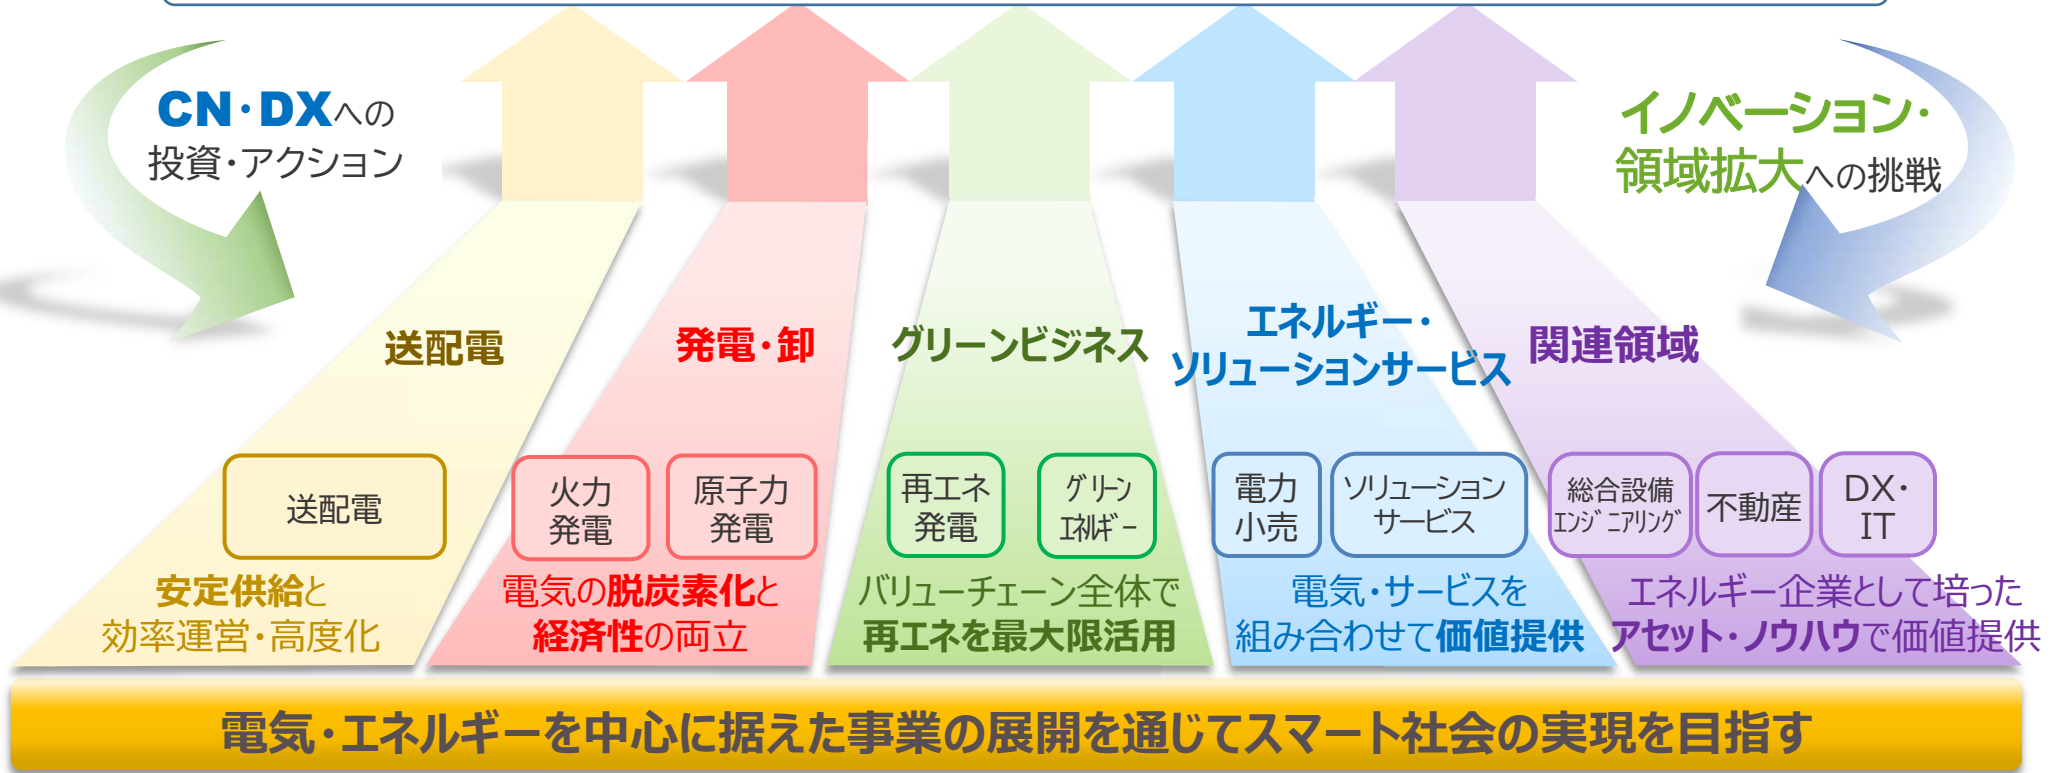 CN・DXへの
投資・アクション
イノベーション・
領域拡大への挑戦
送配電
発電・卸
グリーンビジネス
エネルギー・
ソリューションサービス
関連領域
送配電
火力
発電
原子力
発電
再エネ
発電
グリーン
エネルギー
電力
小売
ソリューション
サービス
総合設備
エンジニアリング
不動産
DX・
IT
安定供給と
効率運営・高度化
電気の脱炭素化と
経済性の両立
バリューチェーン全体で
再エネを最大限活用
電気・サービスを
組み合わせて価値提供
エネルギー企業として培った
アセット・ノウハウで価値提供
電気・エネルギーを中心に据えた事業の展開を通じてスマート社会の実現を目指す